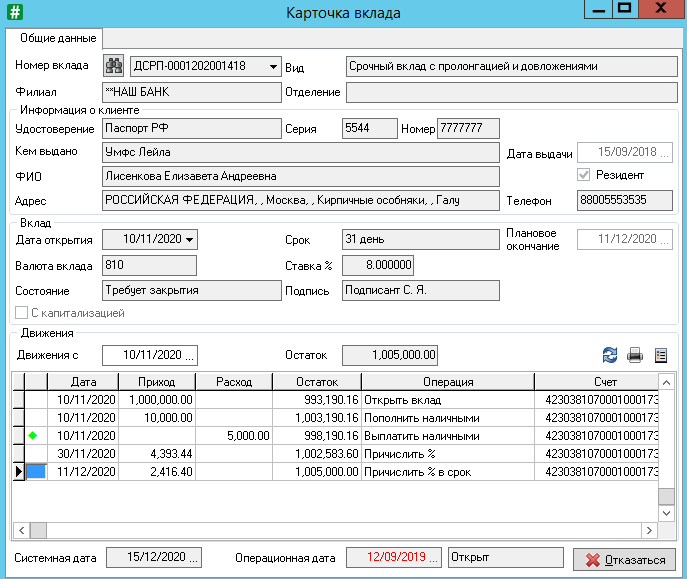 Карточка вклада
Общие данные
Номер вклада ДСРП-0001202001418 Вид Срочный вклад с пролонгацией и довложениями
Филиал **НАШ БАНК Отделение
Информация о клиенте
Удостоверение Паспорт РФ Серия 5544 Номер 7777777
Кем выдано Умфс Лейла Дата выдачи 15/09/2018 ...
ФИО Лисенкова Елизавета Андреевна Резидент
Адрес РОССИЙСКАЯ ФЕДЕРАЦИЯ, , Москва, , Кирпичные особняки, , Галу Телефон 88005553535
Вклад
Дата открытия 10/11/2020 Срок 31 день Плановое окончание 11/12/2020 ...
Валюта вклада 810 Ставка % 8.000000
Состояние Требует закрытия Подпись Подписант С. Я.
С капитализацией
Движения
Движения с 10/11/2020 ... Остаток 1,005,000.00
Дата Приход Расход Остаток Операция Счет
10/11/2020 1,000,000.00 993,190.16 Открыть вклад 4230381070001000173
10/11/2020 10,000.00 1,003,190.16 Пополнить наличными 4230381070001000173
10/11/2020 5,000.00 998,190.16 Выплатить наличными 4230381070001000173
30/11/2020 4,393.44 1,002,583.60 Причислить % 4230381070001000173
11/12/2020 2,416.40 1,005,000.00 Причислить % в срок 4230381070001000173
Системная дата 15/12/2020 ... Операционная дата 12/09/2019 ... Открыт Отказаться